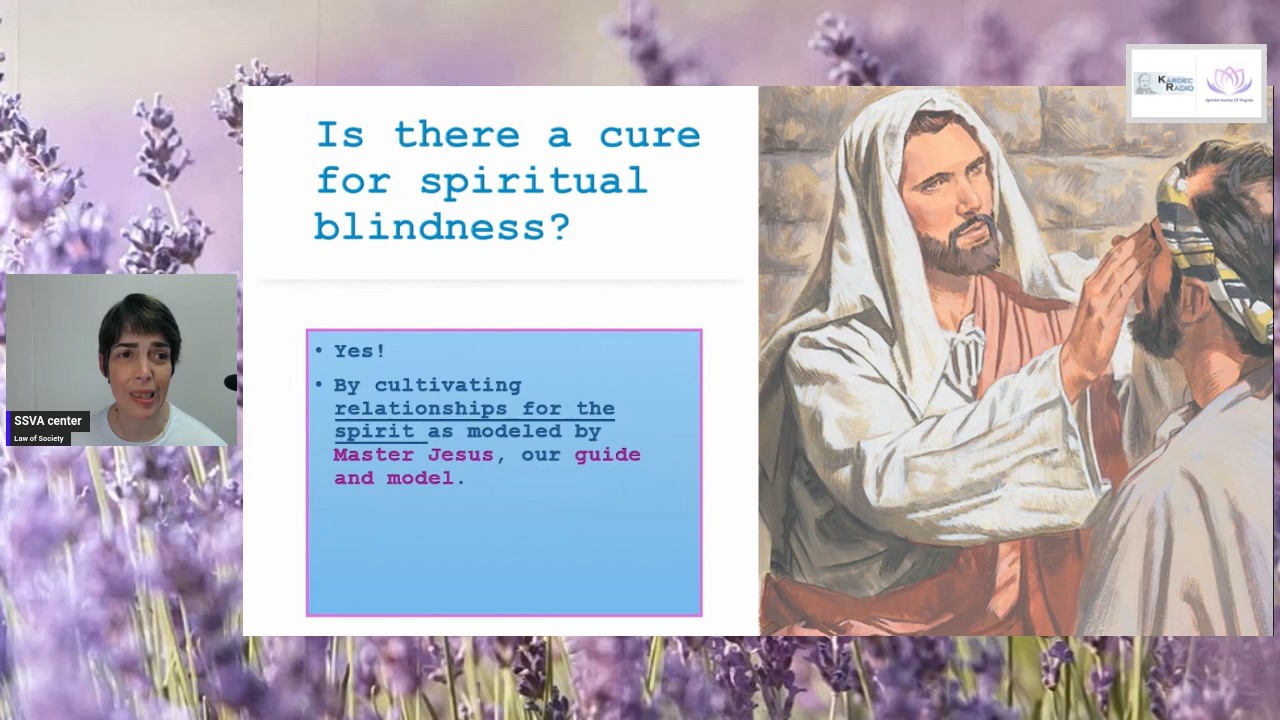 KARDEC
RADIO
Is there a cure
for spiritual
blindness?
• Yes!
• By cultivating
relationships for the
spirit as modeled by
Master Jesus, our guide
and model.
SSVA center
Law of Society